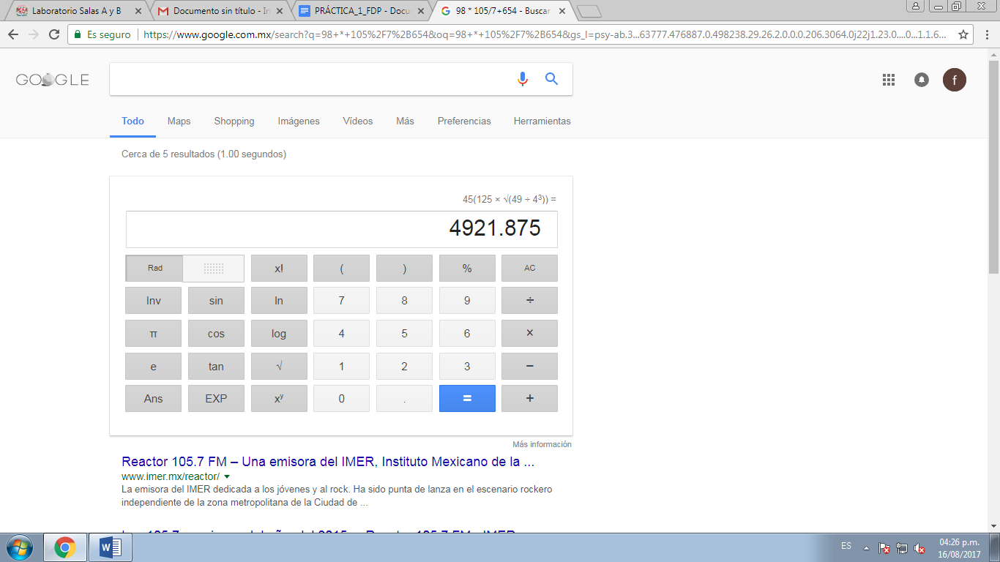 Laboratorio Salas A y B
Documento sin título - In
PRÁCTICA_1_FDP - Docu
98 * 105/7+654 - Buscar
Es seguro
https://www.google.com.mx/search?q=98+*+105%2F7%2B654&oq=98+*+105%2F7%2B654&gs_l=psy-ab.3...63777.476887.0.498238.29.26.2.0.0.0.206.3064.0j22j1.23.0....0...1.1.6...
GOOGLE
f
Todo Maps Shopping Imágenes Vídeos Más Preferencias Herramientas
Cerca de 5 resultados (1.00 segundos)
45(125 × √(49 ÷ 4³)) =
4921.875
Rad x! ( ) % AC
Inv sin ln 7 8 9 ÷
π cos log 4 5 6 ×
e tan √ 1 2 3 −
Ans EXP xʸ 0 . = +
Más información
Reactor 105.7 FM – Una emisora del IMER, Instituto Mexicano de la ...
www.imer.mx/reactor/
La emisora del IMER dedicada a los jóvenes y al rock. Ha sido punta de lanza en el escenario rockero
independiente de la zona metropolitana de la Ciudad de ...
ES
04:26 p.m.
16/08/2017